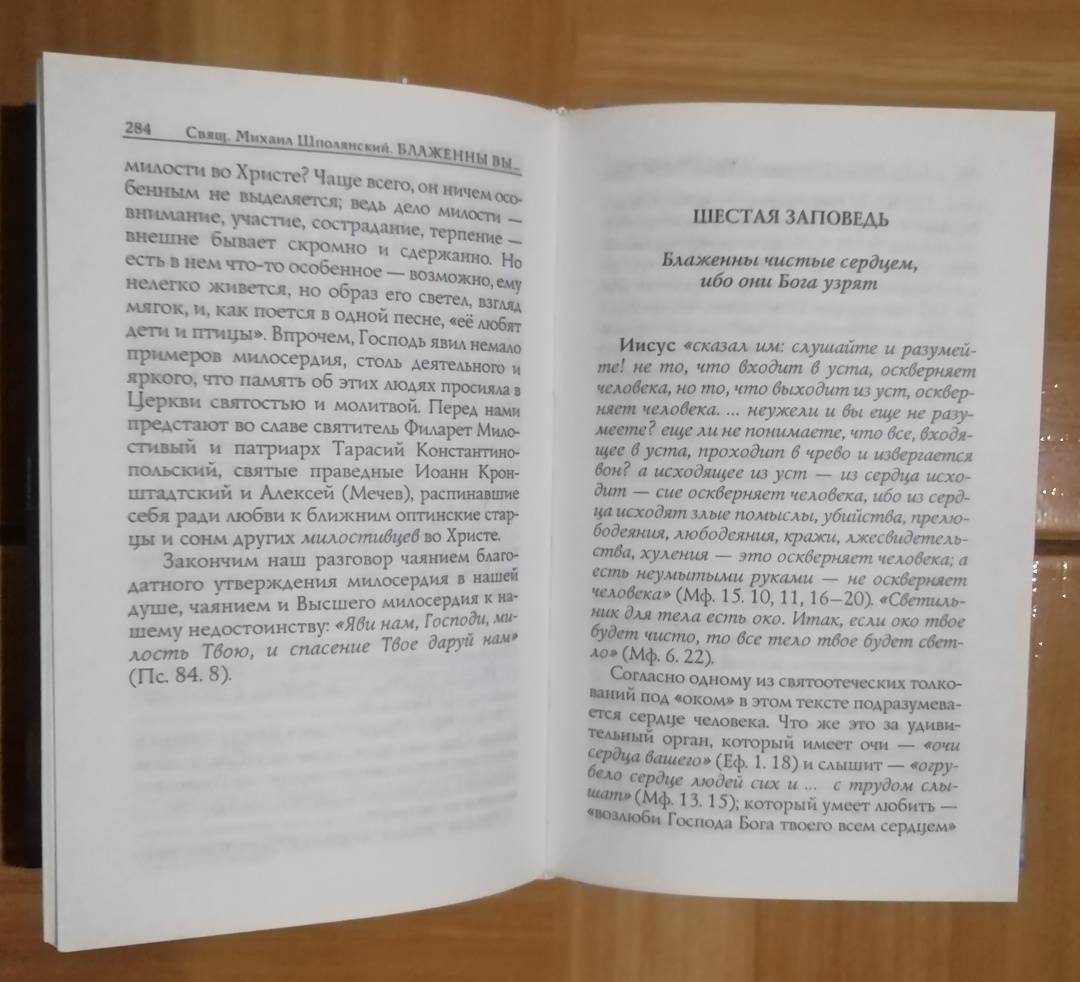 284 Свящ. Михаил Шполянский. БЛАЖЕННЫ ВЫ...
милости во Христе? Чаще всего, он ничем осо-
бенным не выделяется; ведь дело милости —
внимание, участие, сострадание, терпение —
внешне бывает скромно и сдержанно. Но
есть в нем что-то особенное — возможно, ему
нелегко живется, но образ его светел, взгляд
мягок, и, как поется в одной песне, «её любят
дети и птицы». Впрочем, Господь явил немало
примеров милосердия, столь деятельного и
яркого, что память об этих людях просияла в
Церкви святостью и молитвой. Перед нами
предстают во славе святитель Филарет Мило-
стивый и патриарх Тарасий Константино-
польский, святые праведные Иоанн Крон-
штадтский и Алексей (Мечев), распинавшие
себя ради любви к ближним оптинские стар-
цы и сонм других милостивцев во Христе.
Закончим наш разговор чаянием благо-
датного утверждения милосердия в нашей
душе, чаянием и Высшего милосердия к на-
шему недостоинству: «Яви нам, Господи, ми-
лость Твою, и спасение Твое даруй нам»
(Пс. 84. 8).
ШЕСТАЯ ЗАПОВЕДЬ
Блаженны чистые сердцем,
ибо они Бога узрят
Иисус «сказал им: слушайте и разумей-
те! не то, что входит в уста, оскверняет
человека, но то, что выходит из уст, осквер-
няет человека. ... неужели и вы еще не разу-
меете? еще ли не понимаете, что все, входя-
щее в уста, проходит в чрево и извергается
вон? а исходящее из уст — из сердца исхо-
дит — сие оскверняет человека, ибо из серд-
ца исходят злые помыслы, убийства, прелю-
бодеяния, любодеяния, кражи, лжесвидетель-
ства, хуления — это оскверняет человека; а
есть неумытыми руками — не оскверняет
человека» (Мф. 15. 10, 11, 16–20). «Светиль-
ник для тела есть око. Итак, если око твое
будет чисто, то все тело твое будет свет-
ло» (Мф. 6. 22).
Согласно одному из святоотеческих толко-
ваний под «оком» в этом тексте подразумева-
ется сердце человека. Что же это за удиви-
тельный орган, который имеет очи — «очи
сердца вашего» (Еф. 1. 18) и слышит — «огру-
бело сердце людей сих и ... с трудом слы-
шат» (Мф. 13. 15); который умеет любить —
«возлюби Господа Бога твоего всем сердцем»